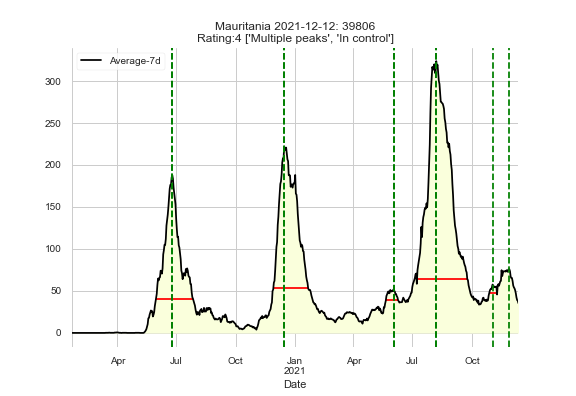 Mauritania 2021-12-12: 39806
Rating:4 ['Multiple peaks', 'In control']
Average-7d
300
250
200
150
100
50
0
Apr Jul Oct Jan Apr Jul Oct
2021
Date